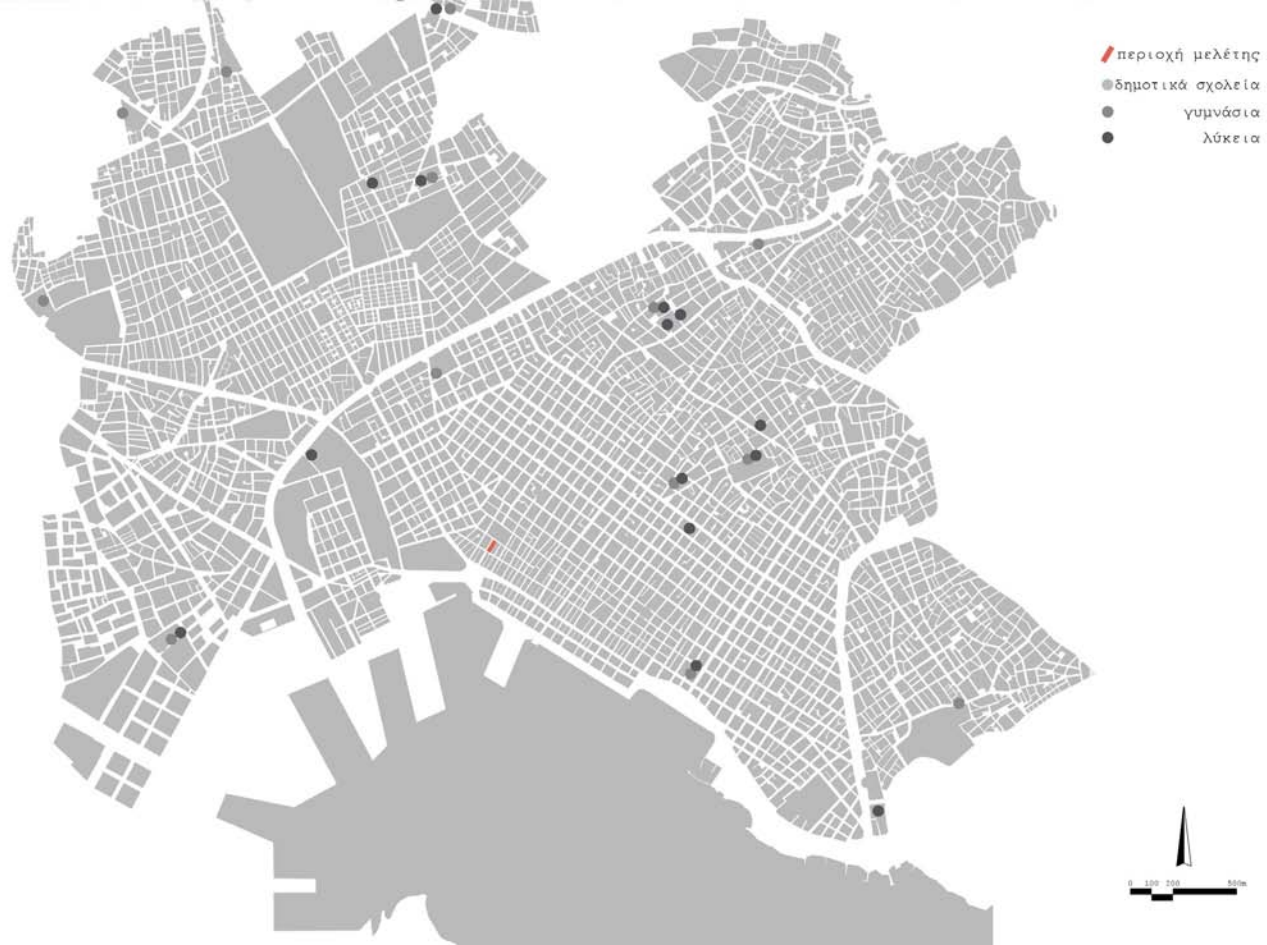 περιοχή μελέτης
δημοτικά σχολεία
γυμνάσια
λύκεια
0 100 200 500m